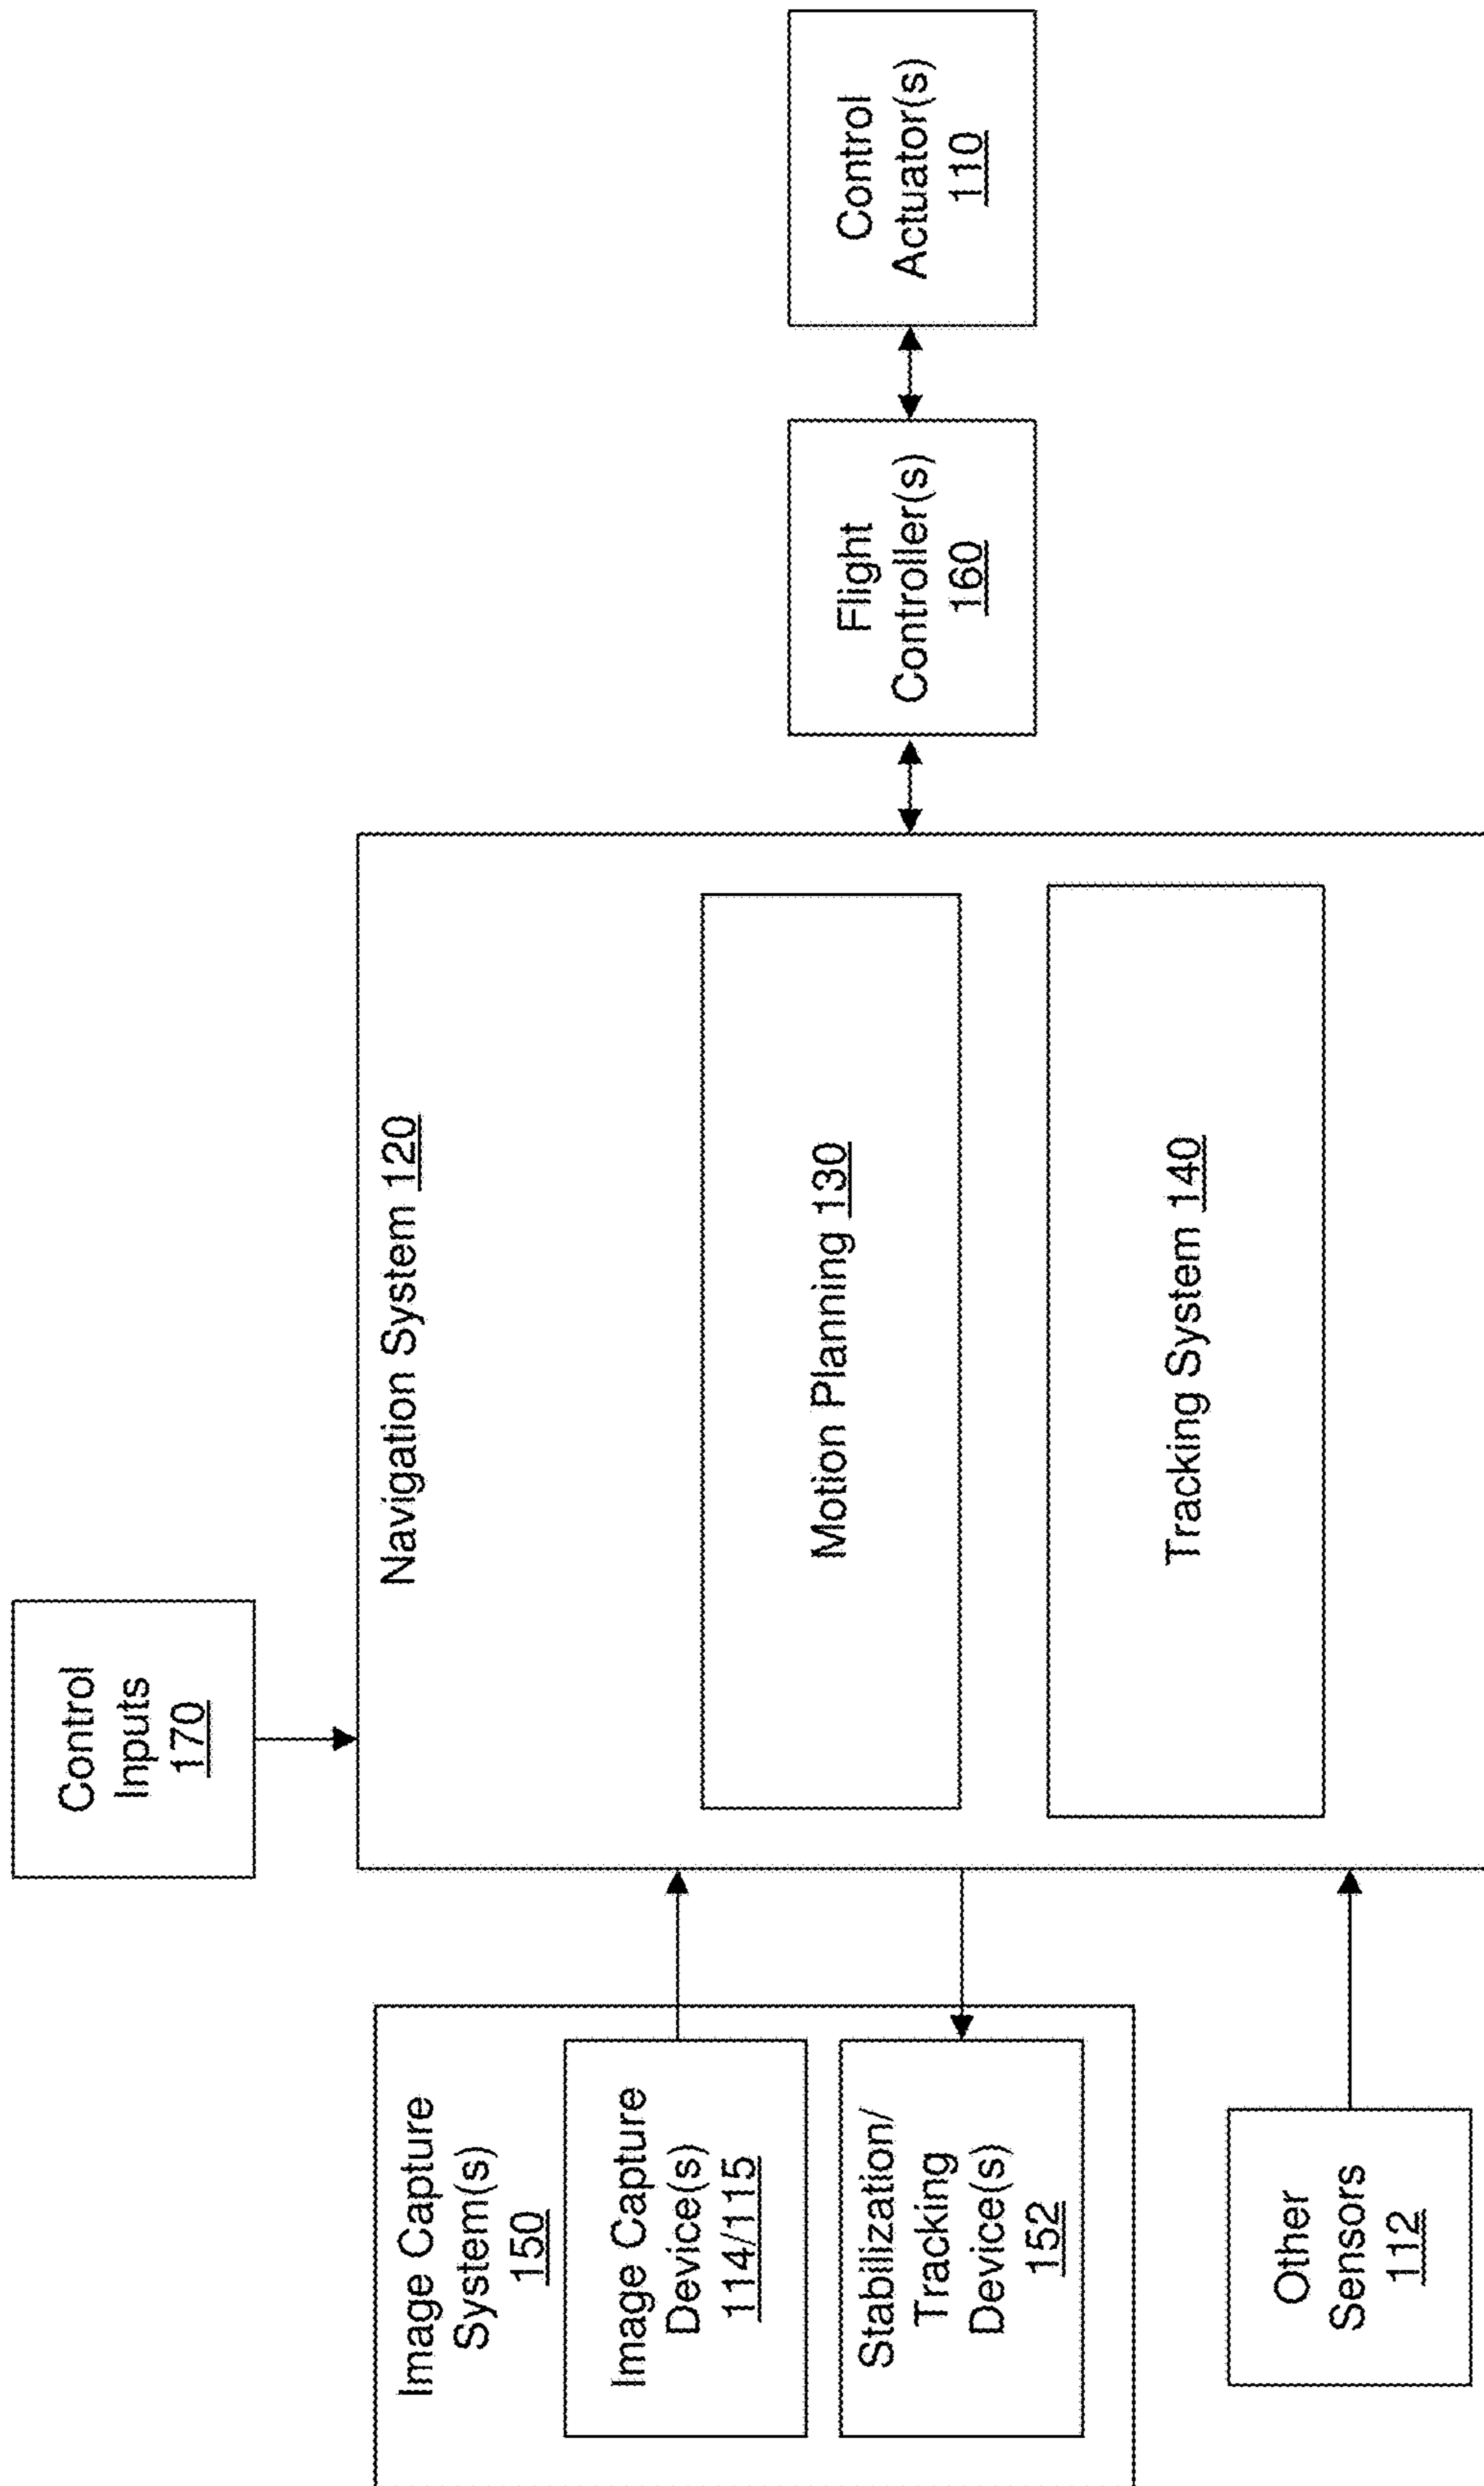 Control
Inputs
170
Image Capture
System(s)
150
Image Capture
Device(s)
114/115
Stabilization/
Tracking
Device(s)
152
Other
Sensors
112
Navigation System 120
Motion Planning 130
Tracking System 140
Flight
Controller(s)
160
Control
Actuator(s)
110